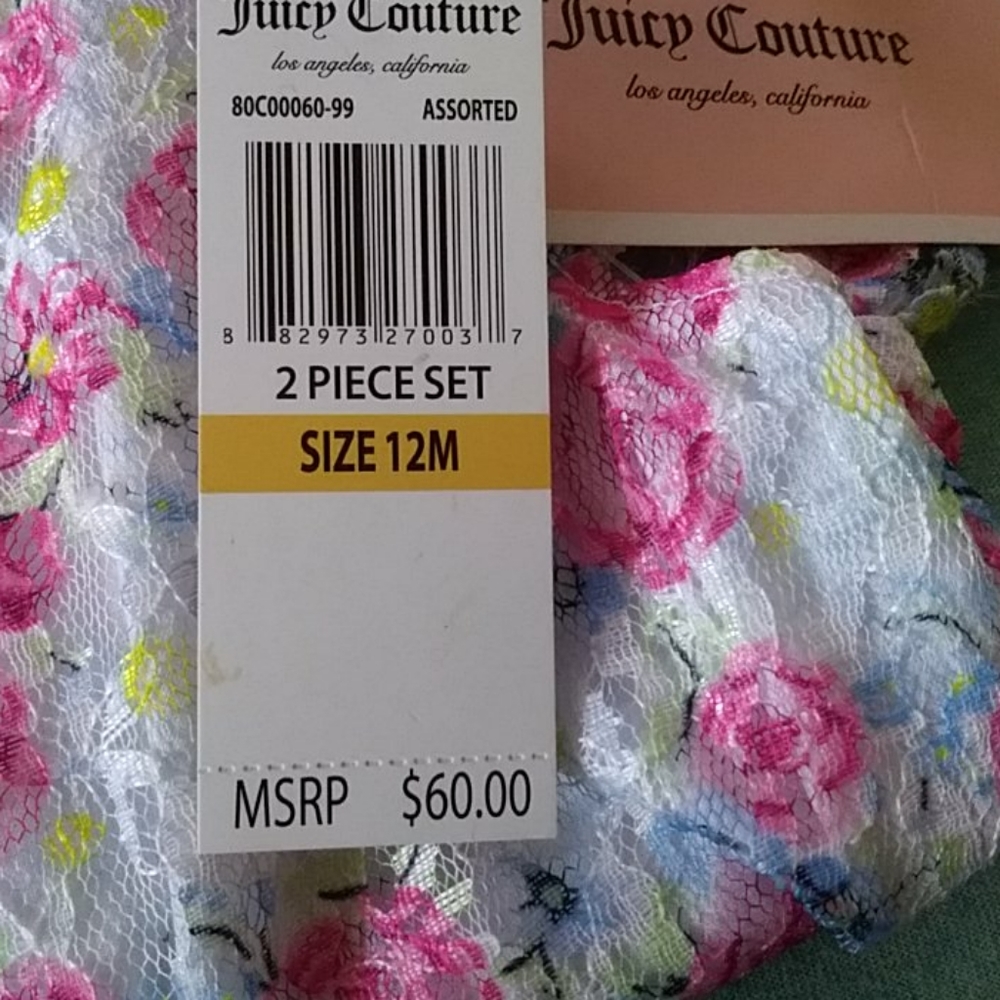 Juicy Couture
los angeles, california
80C00060-99 ASSORTED
8 82973 27003 7
2 PIECE SET
SIZE 12M
MSRP $60.00
Juicy Couture
los angeles, california